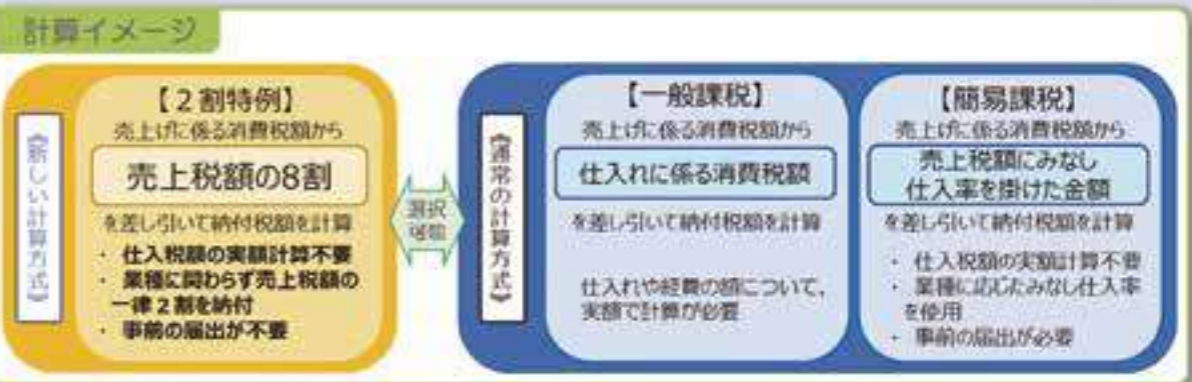 計算イメージ
《新しい計算方式》
【2割特例】
売上げに係る消費税額から
売上税額の8割
を差し引いて納付税額を計算
・ 仕入税額の実額計算不要
・ 業種に関わらず売上税額の
一律2割を納付
・ 事前の届出が不要
選択
可能
《通常の計算方式》
【一般課税】
売上げに係る消費税額から
仕入れに係る消費税額
を差し引いて納付税額を計算
仕入れや経費の額について、
実額で計算が必要
【簡易課税】
売上げに係る消費税額から
売上税額にみなし
仕入率を掛けた金額
を差し引いて納付税額を計算
・ 仕入税額の実額計算不要
・ 業種に応じたみなし仕入率
を使用
・ 事前の届出が必要